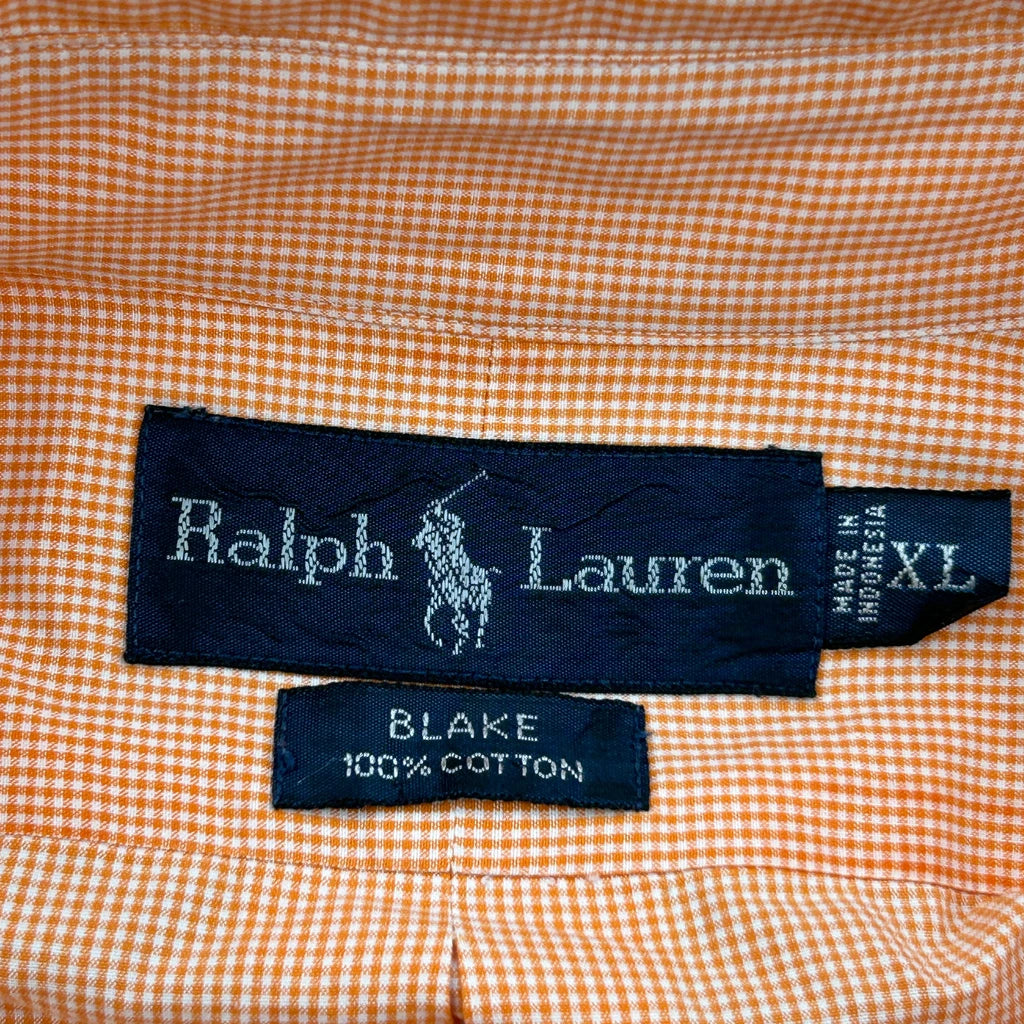 Ralph Lauren
MADE IN
INDONESIA
XL
BLAKE
100% COTTON